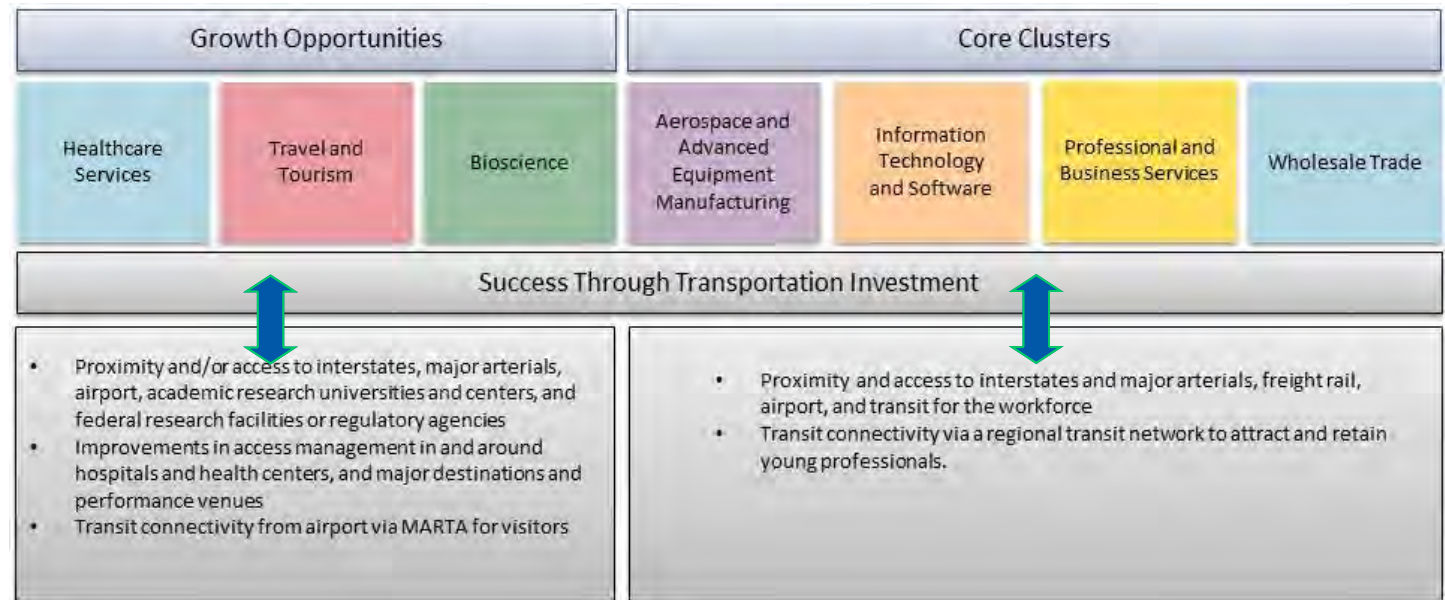 Growth Opportunities
Core Clusters
Healthcare
Services
Travel and
Tourism
Bioscience
Aerospace and
Advanced
Equipment
Manufacturing
Information
Technology
and Software
Professional and
Business Services
Wholesale Trade
Success Through Transportation Investment
• Proximity and/or access to interstates, major arterials,
airport, academic research universities and centers, and
federal research facilities or regulatory agencies
• Improvements in access management in and around
hospitals and health centers, and major destinations and
performance venues
• Transit connectivity from airport via MARTA for visitors
• Proximity and access to interstates and major arterials, freight rail,
airport, and transit for the workforce
• Transit connectivity via a regional transit network to attract and retain
young professionals.